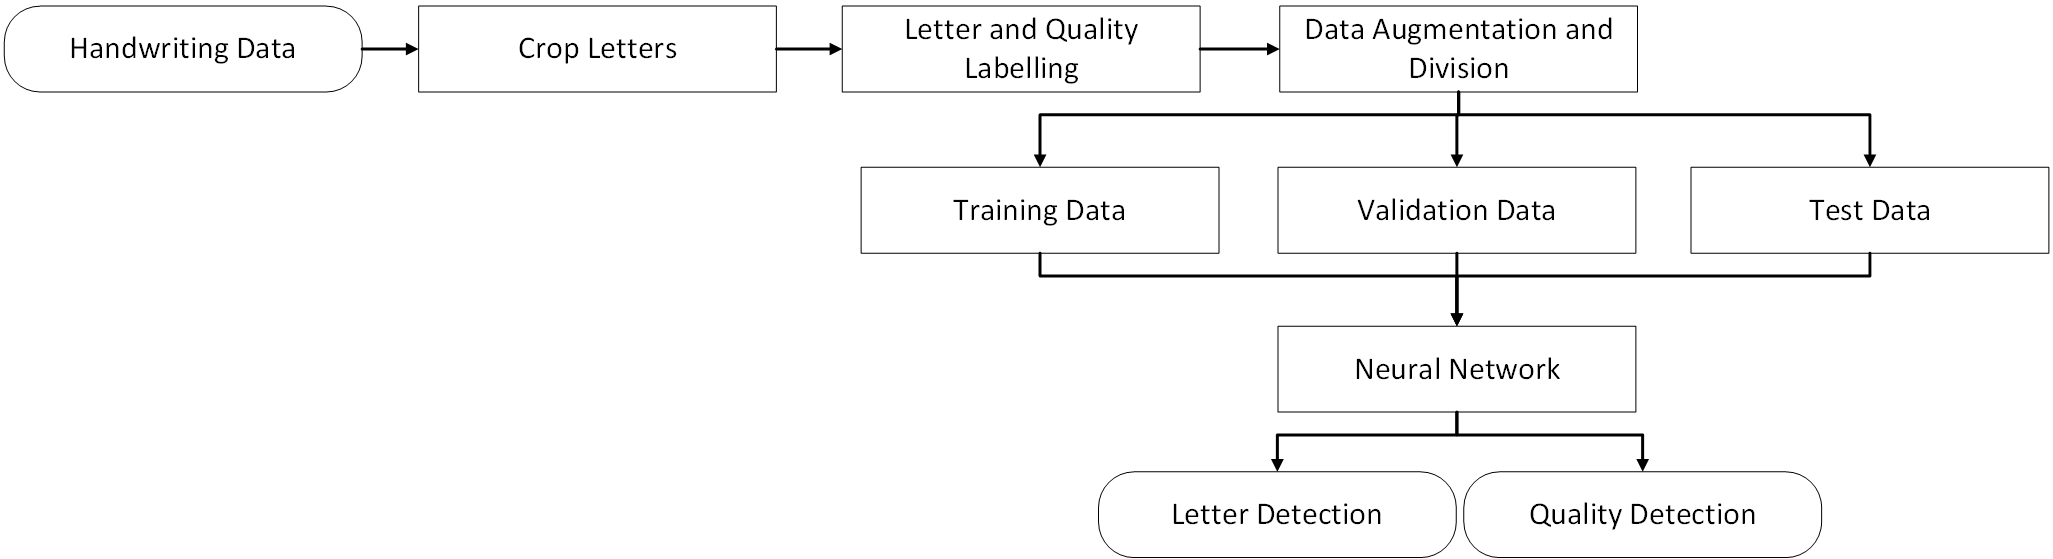 Handwriting Data
Crop Letters
Letter and Quality
Labelling
Data Augmentation and
Division
Training Data
Validation Data
Test Data
Neural Network
Letter Detection
Quality Detection